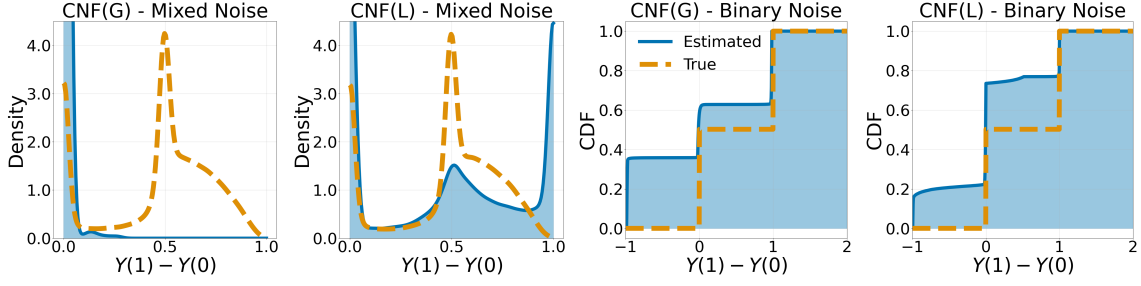 CNF(G) - Mixed Noise
Density
4.0
3.0
2.0
1.0
0.0
0.0
0.5
1.0
Y(1) − Y(0)
CNF(L) - Mixed Noise
Density
4.0
3.0
2.0
1.0
0.0
0.0
0.5
1.0
Y(1) − Y(0)
CNF(G) - Binary Noise
CDF
1.0
0.8
0.6
0.4
0.2
0.0
Estimated
True
−1
0
1
2
Y(1) − Y(0)
CNF(L) - Binary Noise
CDF
1.0
0.8
0.6
0.4
0.2
0.0
−1
0
1
2
Y(1) − Y(0)